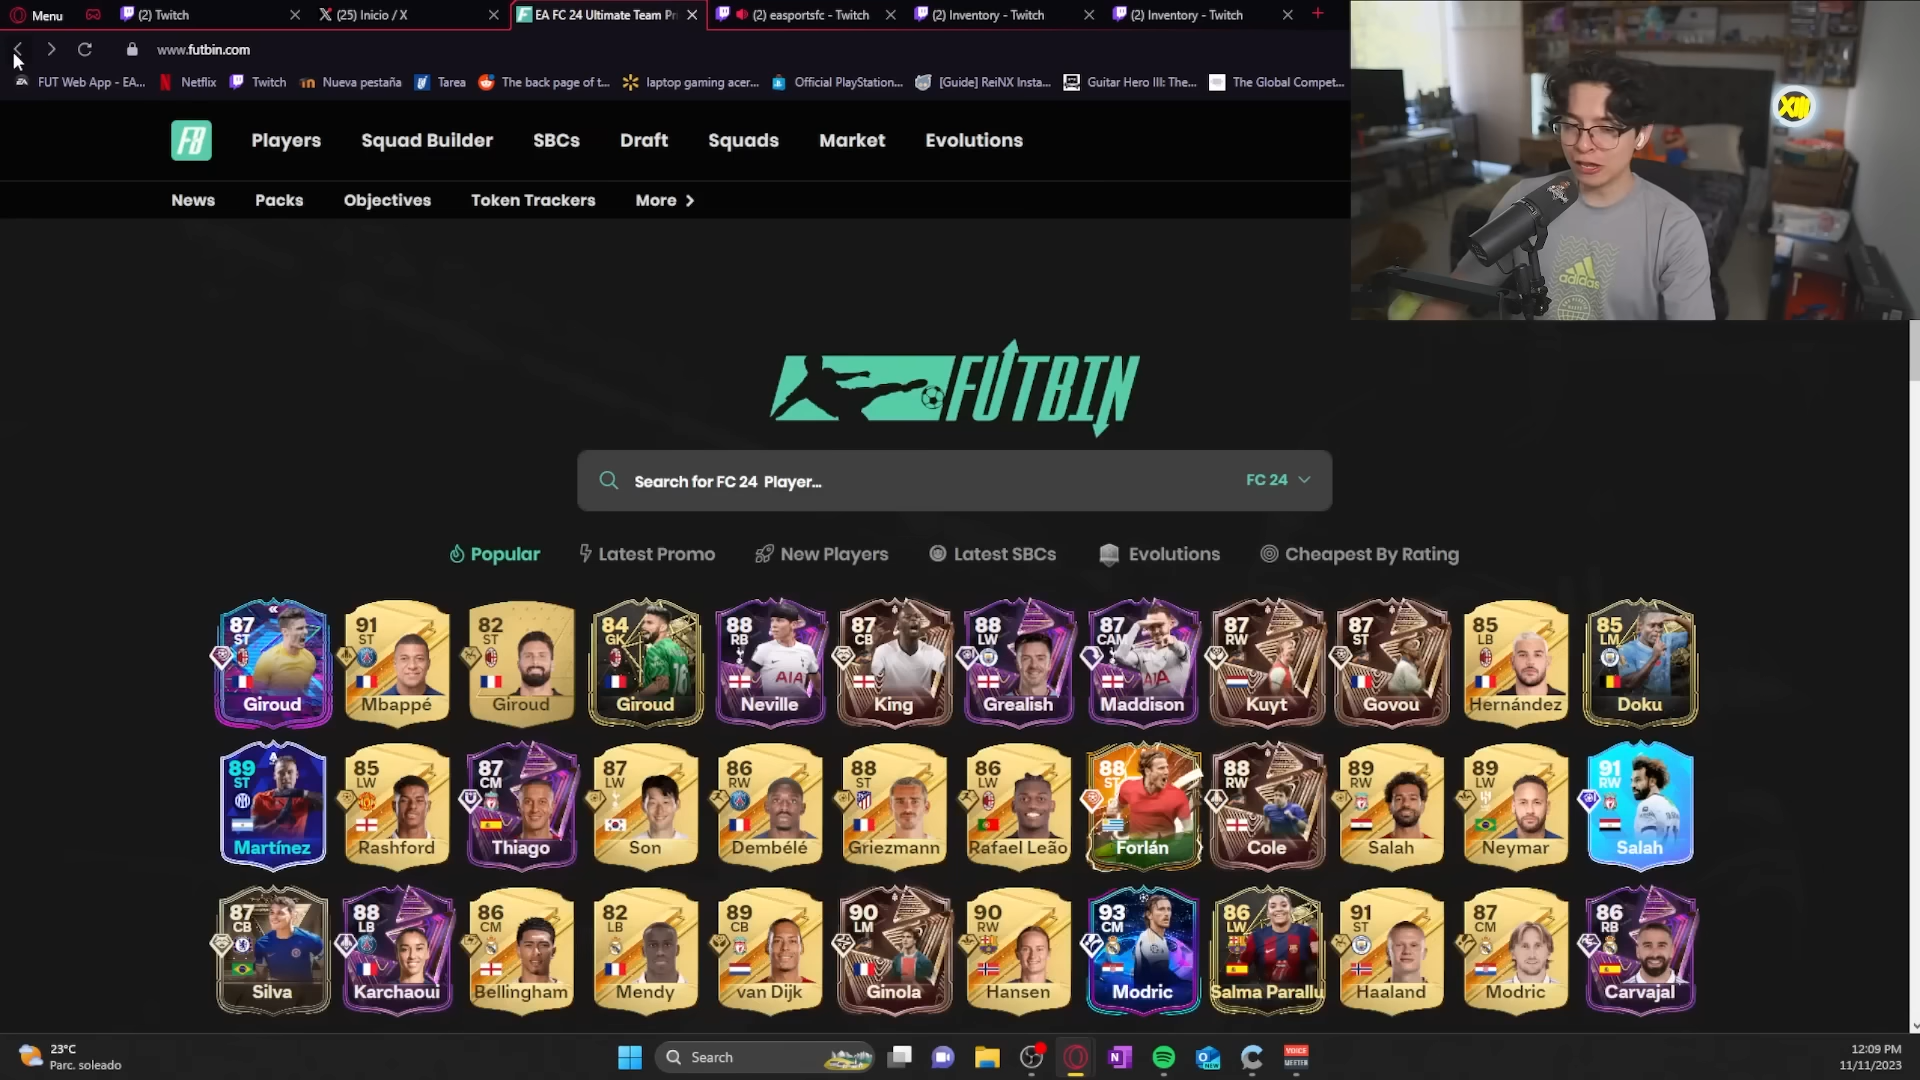 Menu
(2) Twitch
(25) Inicio / X
EA FC 24 Ultimate Team Pr
(2) easportsfc - Twitch
(2) Inventory - Twitch
(2) Inventory - Twitch
www.futbin.com
FUT Web App - EA...
Netflix
Twitch
Nueva pestaña
Tarea
The back page of t...
laptop gaming acer...
Official PlayStation...
[Guide] ReiNX Insta...
Guitar Hero III: The...
The Global Compet...
XIII
adidas
F8 Players Squad Builder SBCs Draft Squads Market Evolutions
News Packs Objectives Token Trackers More
FUTBIN
Search for FC 24 Player... FC 24
Popular Latest Promo New Players Latest SBCs Evolutions Cheapest By Rating
87 ST Giroud
91 ST Mbappé
82 ST Giroud
84 GK Giroud
88 RB AIA Neville
87 CB King
88 LW Grealish
87 CAM AIA Maddison
87 RW Kuyt
87 ST Govou
85 LB Hernández
85 LM Doku
89 ST Martínez
85 LW Rashford
87 CM Thiago
87 LW Son
86 RW Dembélé
88 ST Griezmann
86 LW Rafael Leão
88 ST Forlán
88 RW Cole
89 RW Salah
89 LW Neymar
91 RW Salah
87 CB Silva
88 LB Karchaoui
86 CM Bellingham
82 LB Mendy
89 CB van Dijk
90 LM Ginola
90 RW Hansen
93 CM Modric
86 LW Salma Parallu
91 ST Haaland
87 CM Modric
86 RB Carvajal
23°C
Parc. soleado
Search
VOICE MEETER
12:09 PM
11/11/2023